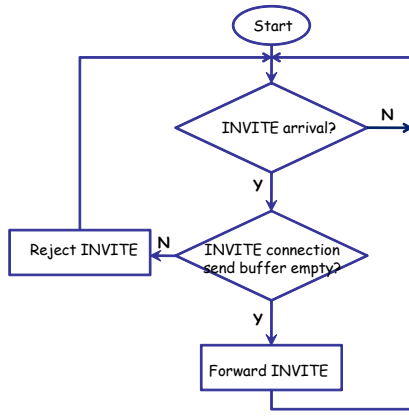 Start
INVITE arrival?
N
Y
INVITE connection
send buffer empty?
N
Reject INVITE
Y
Forward INVITE